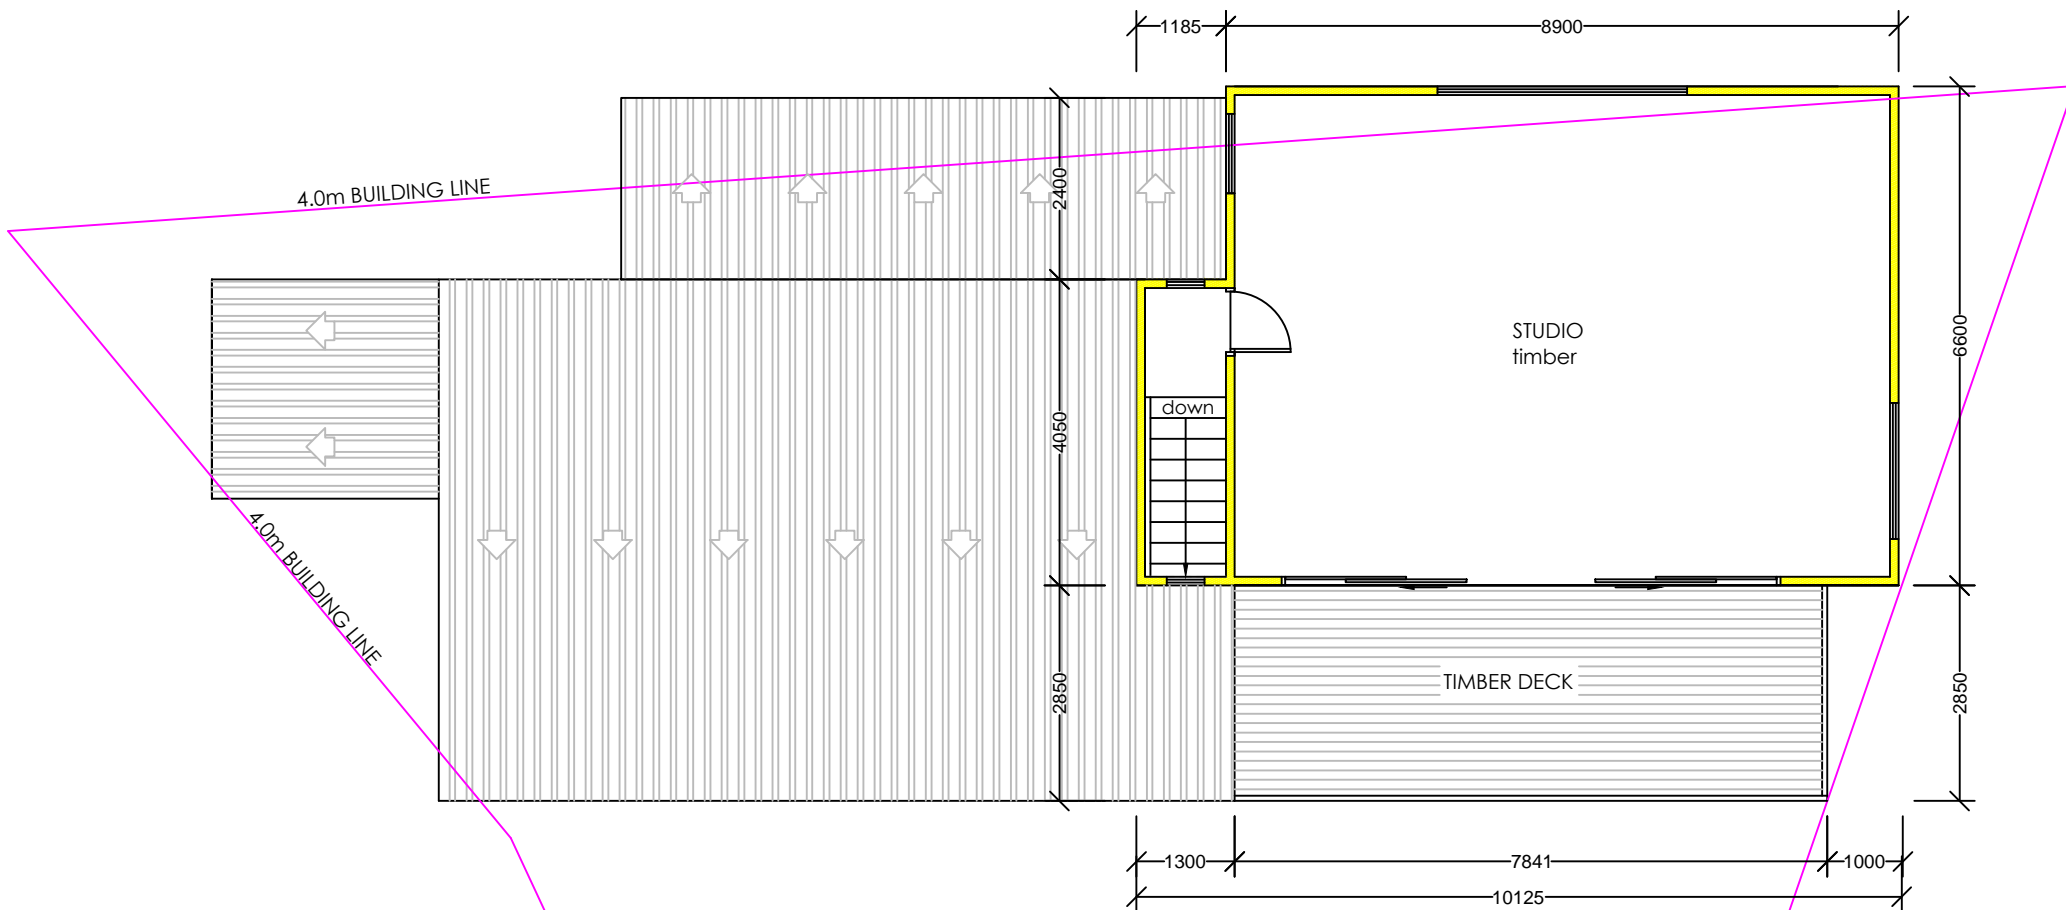 1185
8900
4.0m BUILDING LINE
2400
STUDIO
timber
6600
down
4050
4.0m BUILDING LINE
TIMBER DECK
2850
2850
1300
7841
1000
10125